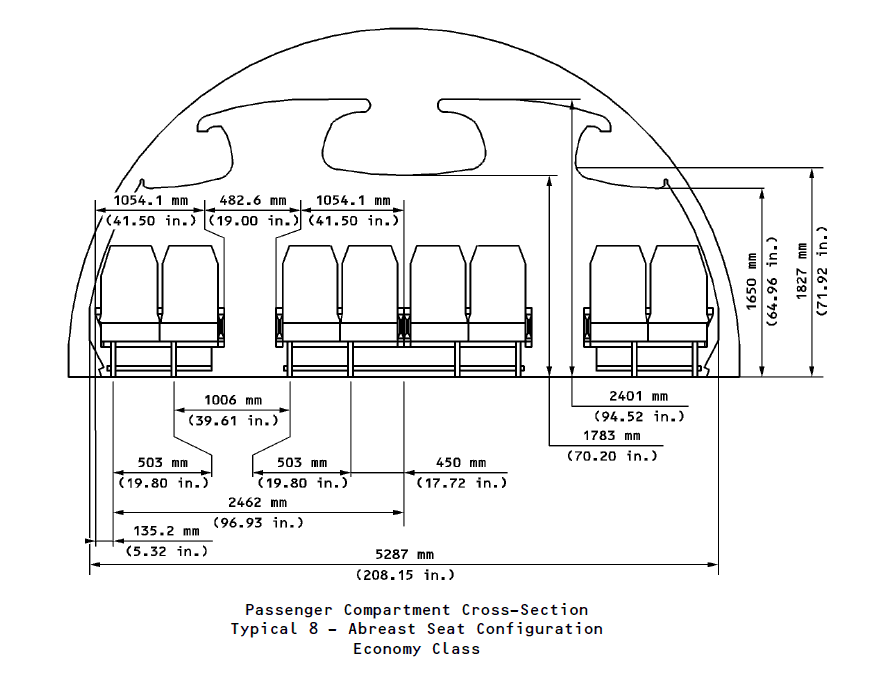 1054.1 mm
(41.50 in.)
482.6 mm
(19.00 in.)
1054.1 mm
(41.50 in.)
1650 mm
(64.96 in.)
1827 mm
(71.92 in.)
1006 mm
(39.61 in.)
2401 mm
(94.52 in.)
1783 mm
(70.20 in.)
503 mm
(19.80 in.)
503 mm
(19.80 in.)
450 mm
(17.72 in.)
2462 mm
(96.93 in.)
135.2 mm
(5.32 in.)
5287 mm
(208.15 in.)
Passenger Compartment Cross-Section
Typical 8 - Abreast Seat Configuration
Economy Class